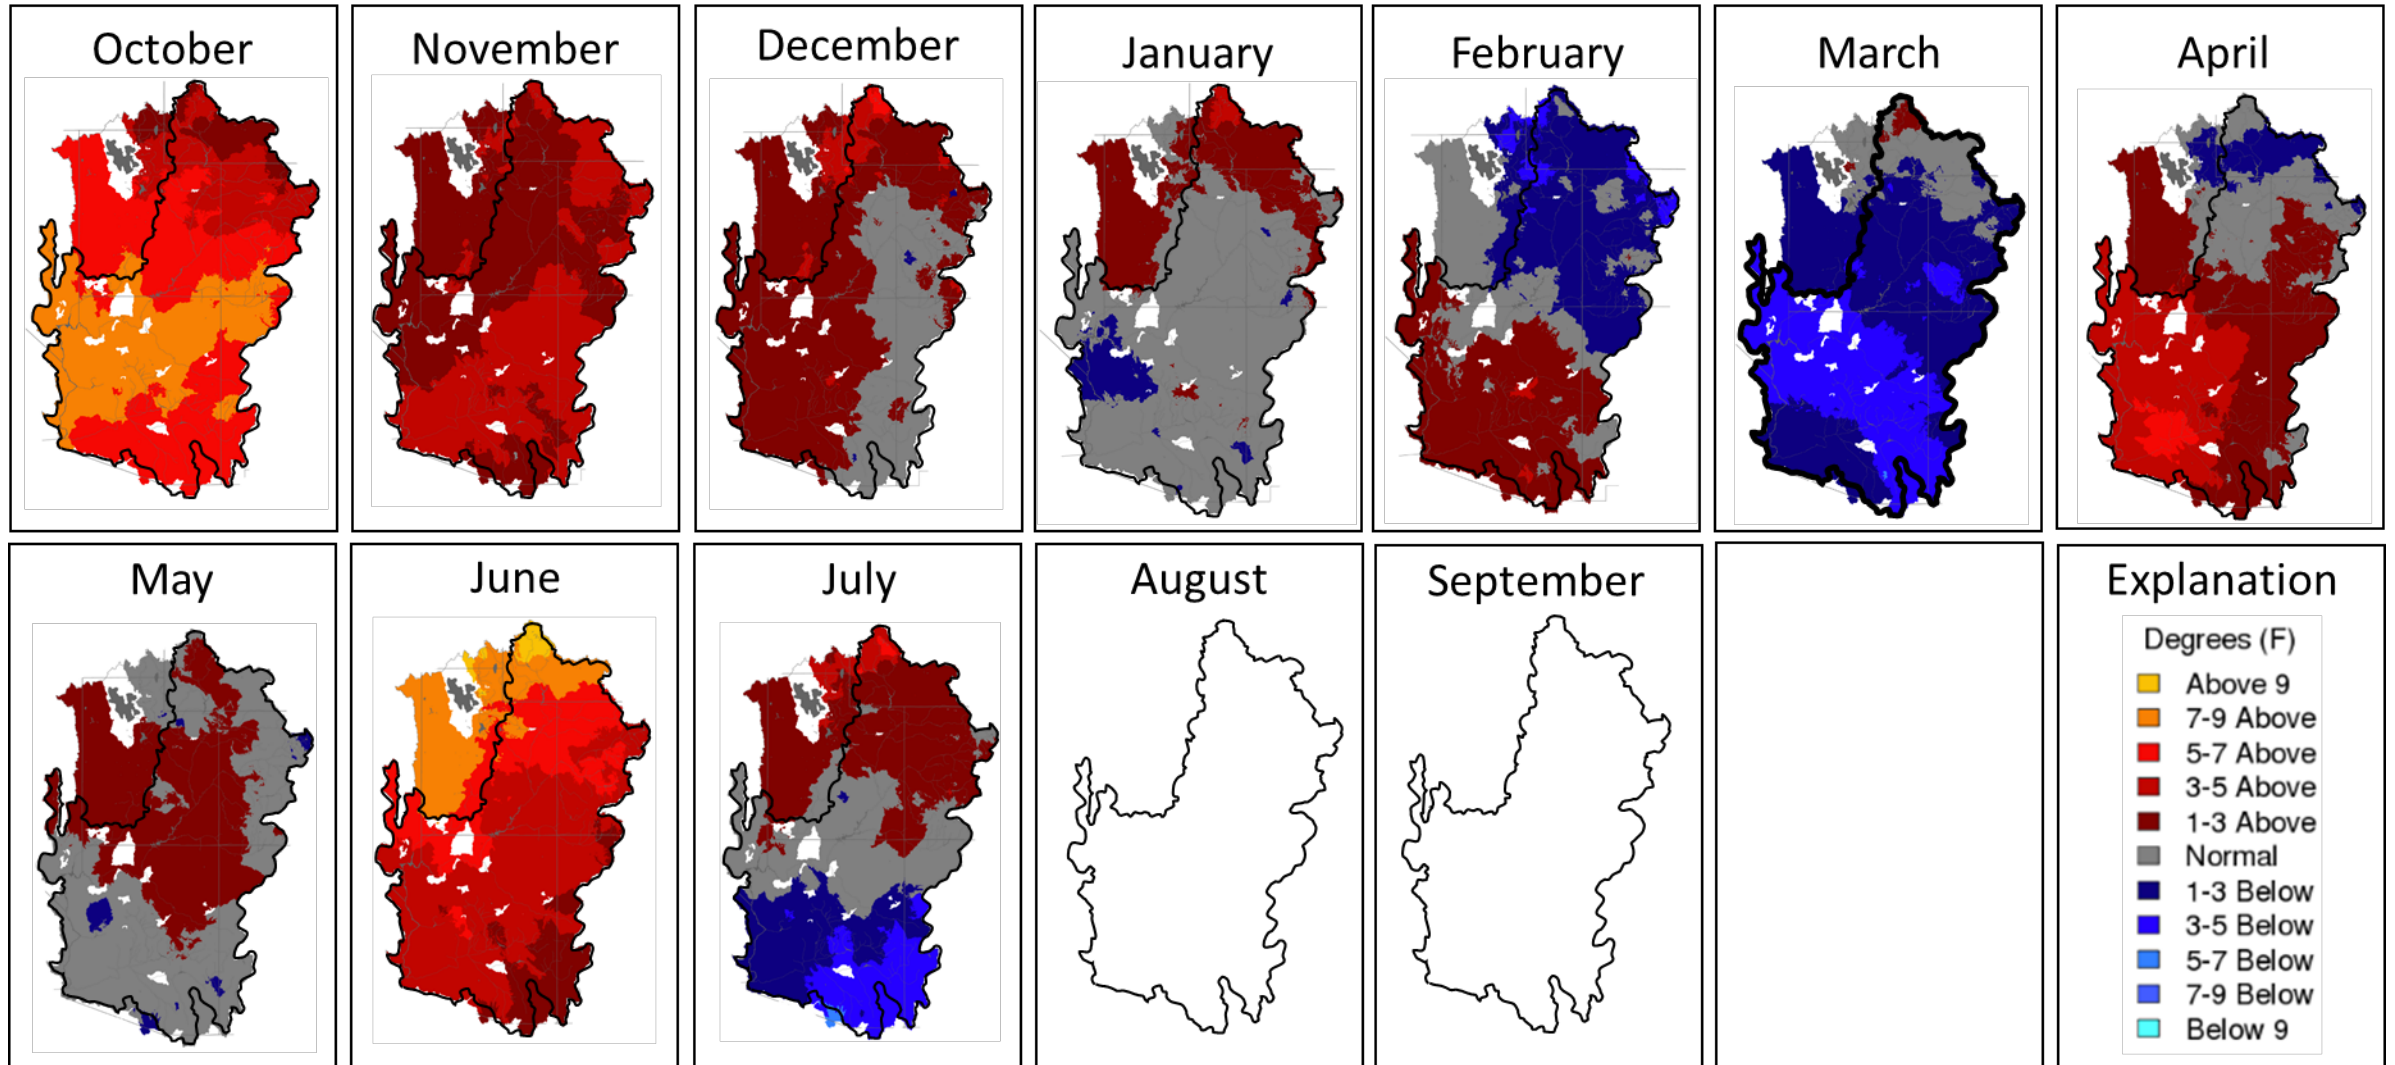 October
November
December
January
February
March
April
May
June
July
August
September
Explanation
Degrees (F)
Above 9
7-9 Above
5-7 Above
3-5 Above
1-3 Above
Normal
1-3 Below
3-5 Below
5-7 Below
7-9 Below
Below 9